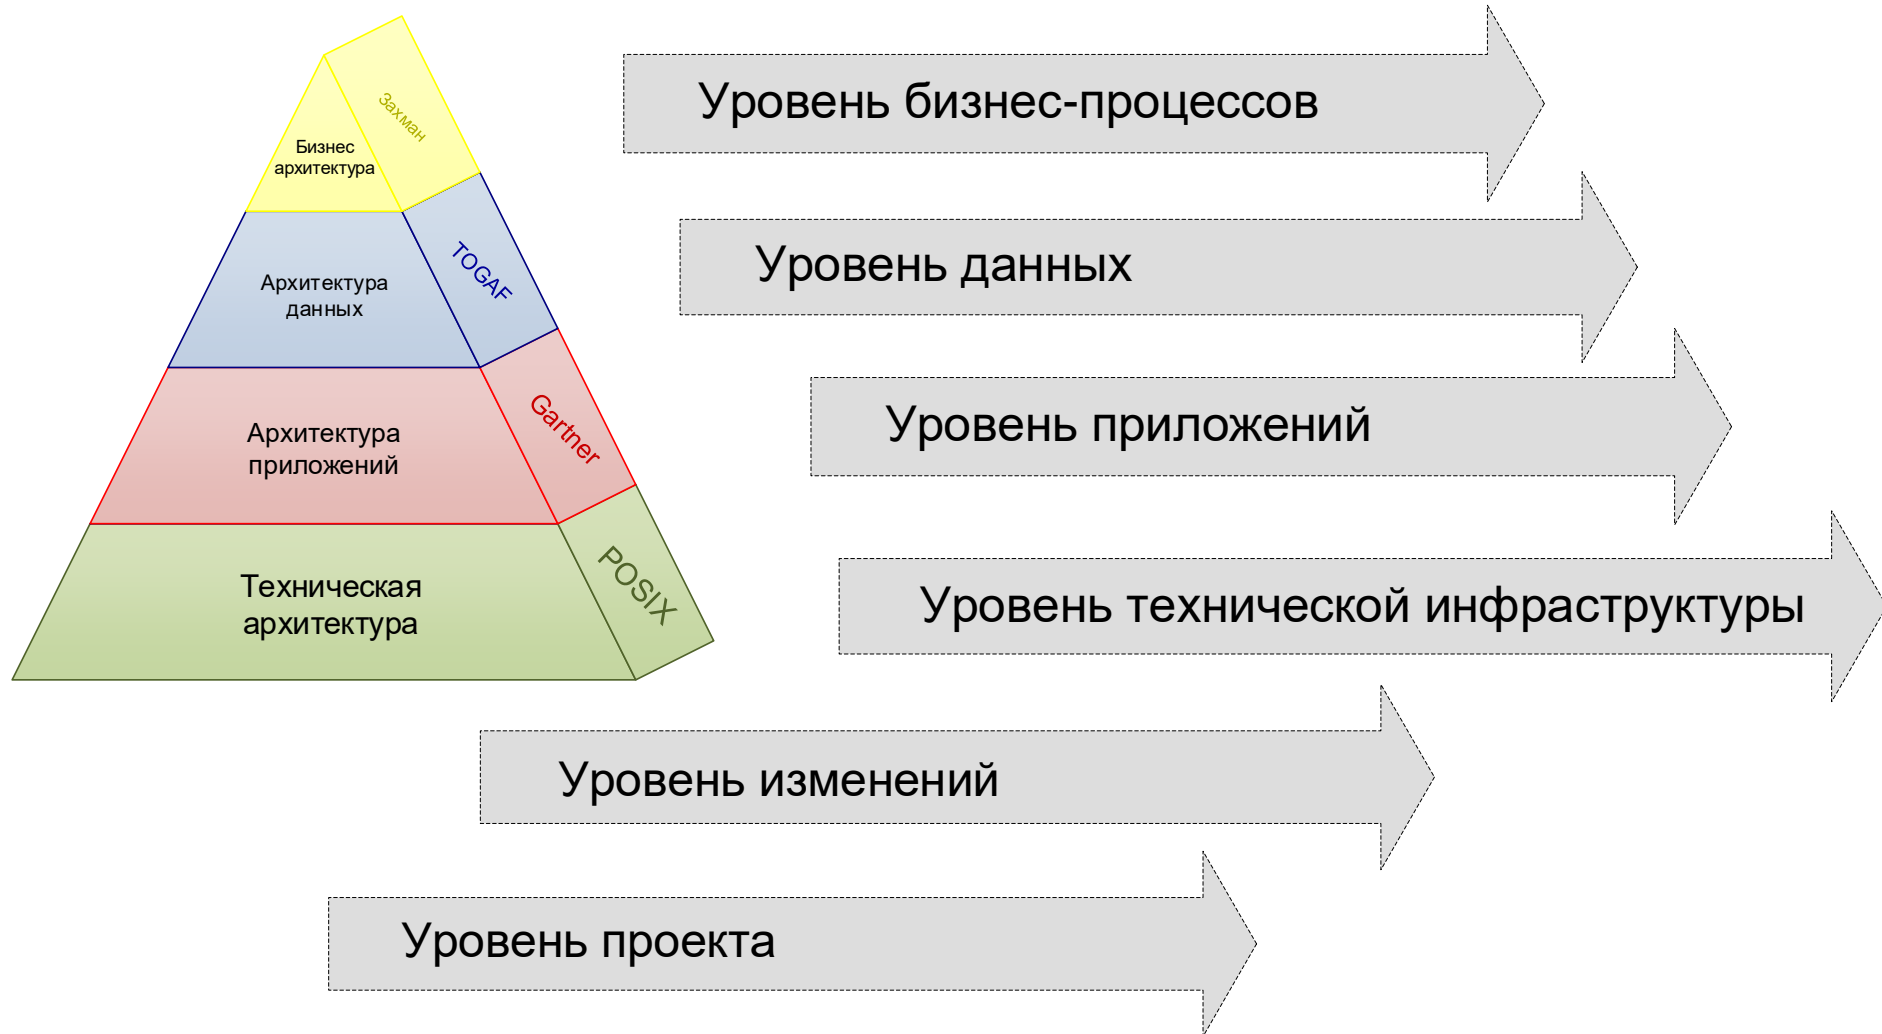 Захман
Бизнес
архитектура
Уровень бизнес-процессов
TOGAF
Архитектура
данных
Уровень данных
Gartner
Архитектура
приложений
Уровень приложений
POSIX
Техническая
архитектура
Уровень технической инфраструктуры
Уровень изменений
Уровень проекта